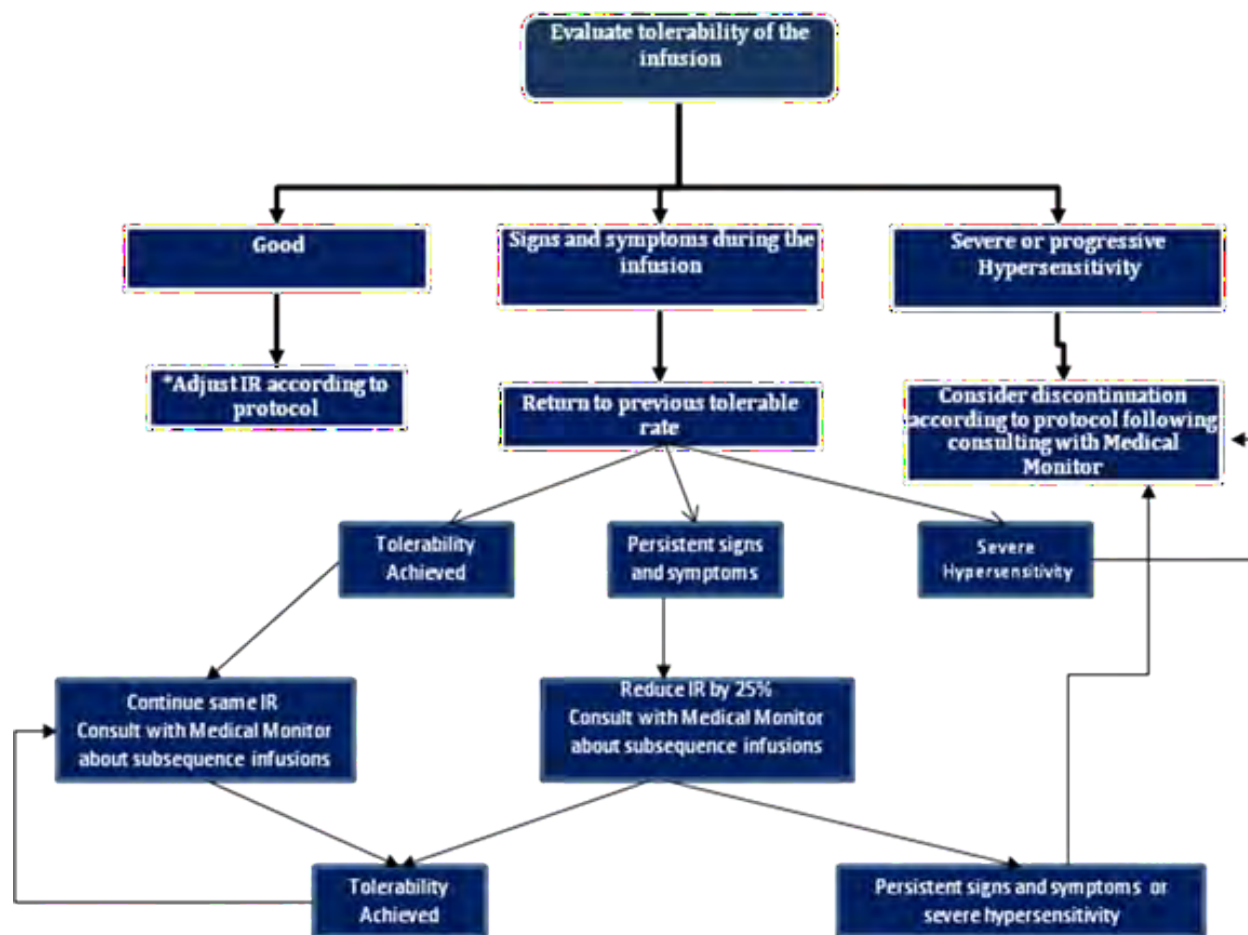 Evaluate tolerability of the
infusion
Good
Signs and symptoms during the
infusion
Severe or progressive
Hypersensitivity
*Adjust IR according to
protocol
Return to previous tolerable
rate
Consider discontinuation
according to protocol following
consulting with Medical
Monitor
Tolerability
Achieved
Persistent signs
and symptoms
Severe
Hypersensitivity
Continue same IR
Consult with Medical Monitor
about subsequence infusions
Reduce IR by 25%
Consult with Medical Monitor
about subsequence infusions
Tolerability
Achieved
Persistent signs and symptoms or
severe hypersensitivity